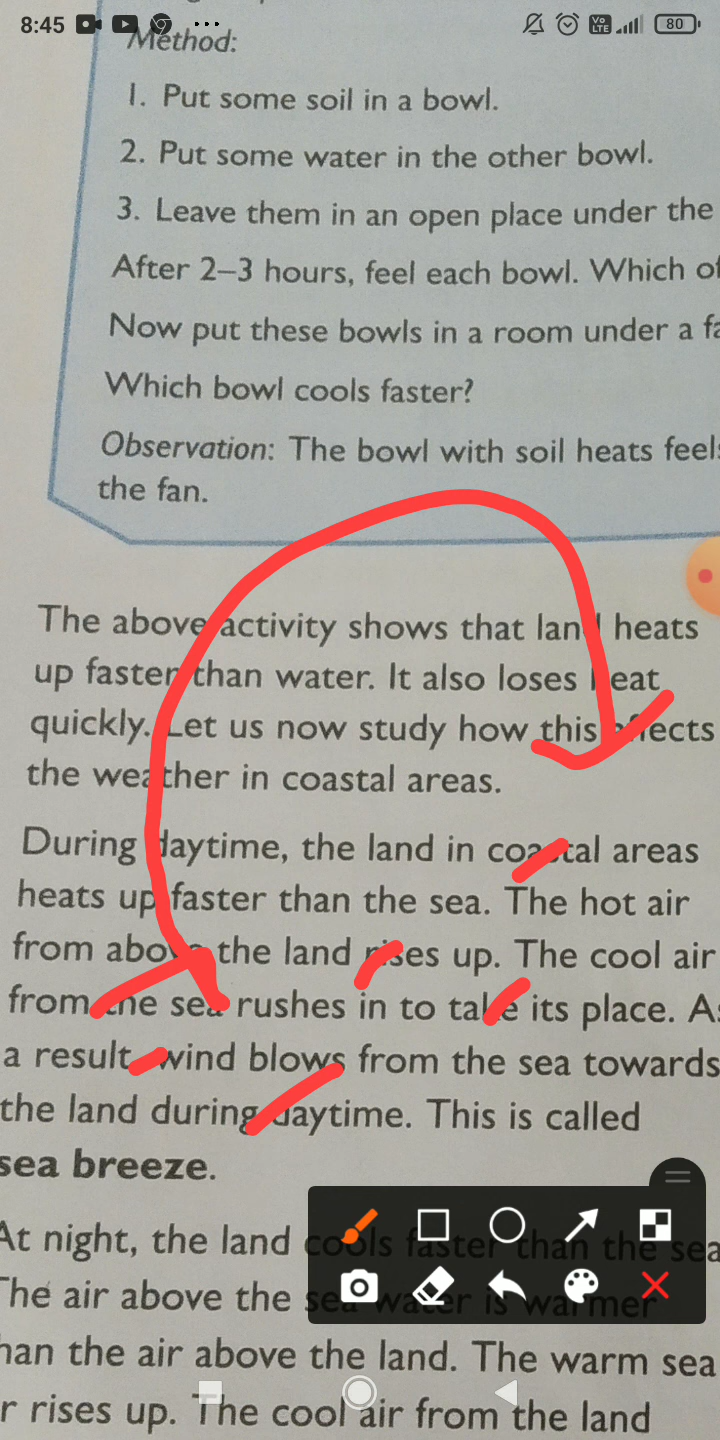 8:45
Vo LTE
80
Method:
1. Put some soil in a bowl.
2. Put some water in the other bowl.
3. Leave them in an open place under the
After 2–3 hours, feel each bowl. Which of
Now put these bowls in a room under a fa
Which bowl cools faster?
Observation: The bowl with soil heats feels
the fan.
The above activity shows that land heats
up faster than water. It also loses heat
quickly. Let us now study how this affects
the weather in coastal areas.
During daytime, the land in coastal areas
heats up faster than the sea. The hot air
from above the land rises up. The cool air
from the sea rushes in to take its place. As
a result, wind blows from the sea towards
the land during daytime. This is called
sea breeze.
At night, the land cools faster than the sea
The air above the sea water is warmer
han the air above the land. The warm sea
r rises up. The cool air from the land